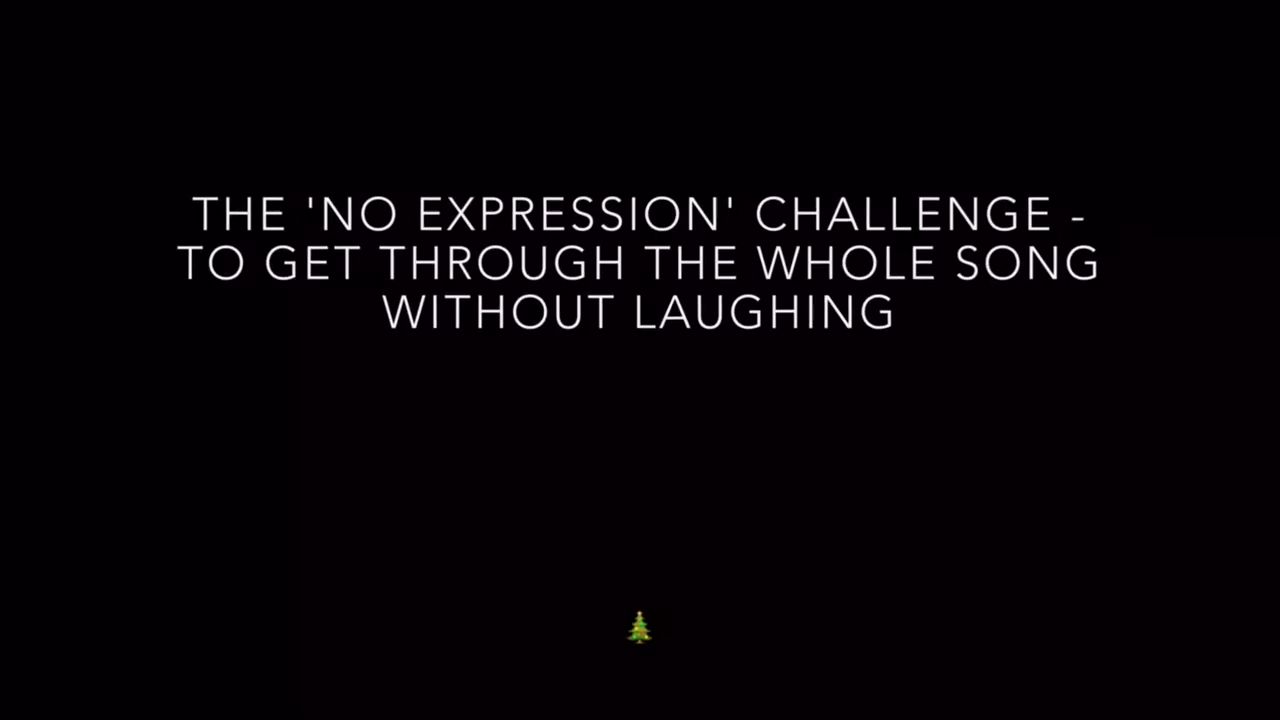 THE 'NO EXPRESSION' CHALLENGE -
TO GET THROUGH THE WHOLE SONG
WITHOUT LAUGHING